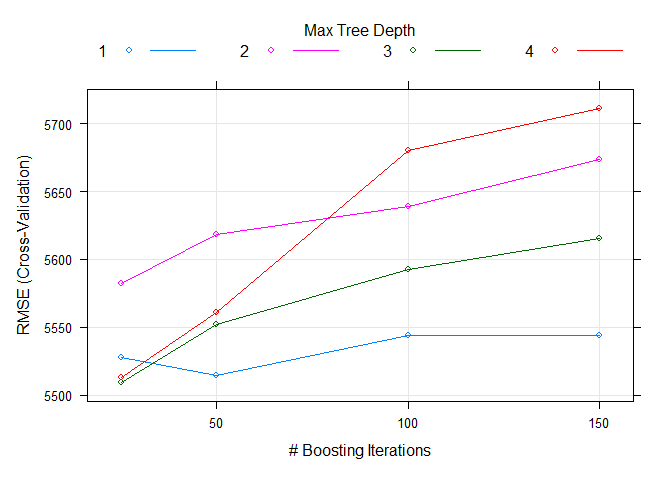 Max Tree Depth
1 2 3 4
5700
5650
5600
5550
5500
RMSE (Cross-Validation)
50 100 150
# Boosting Iterations